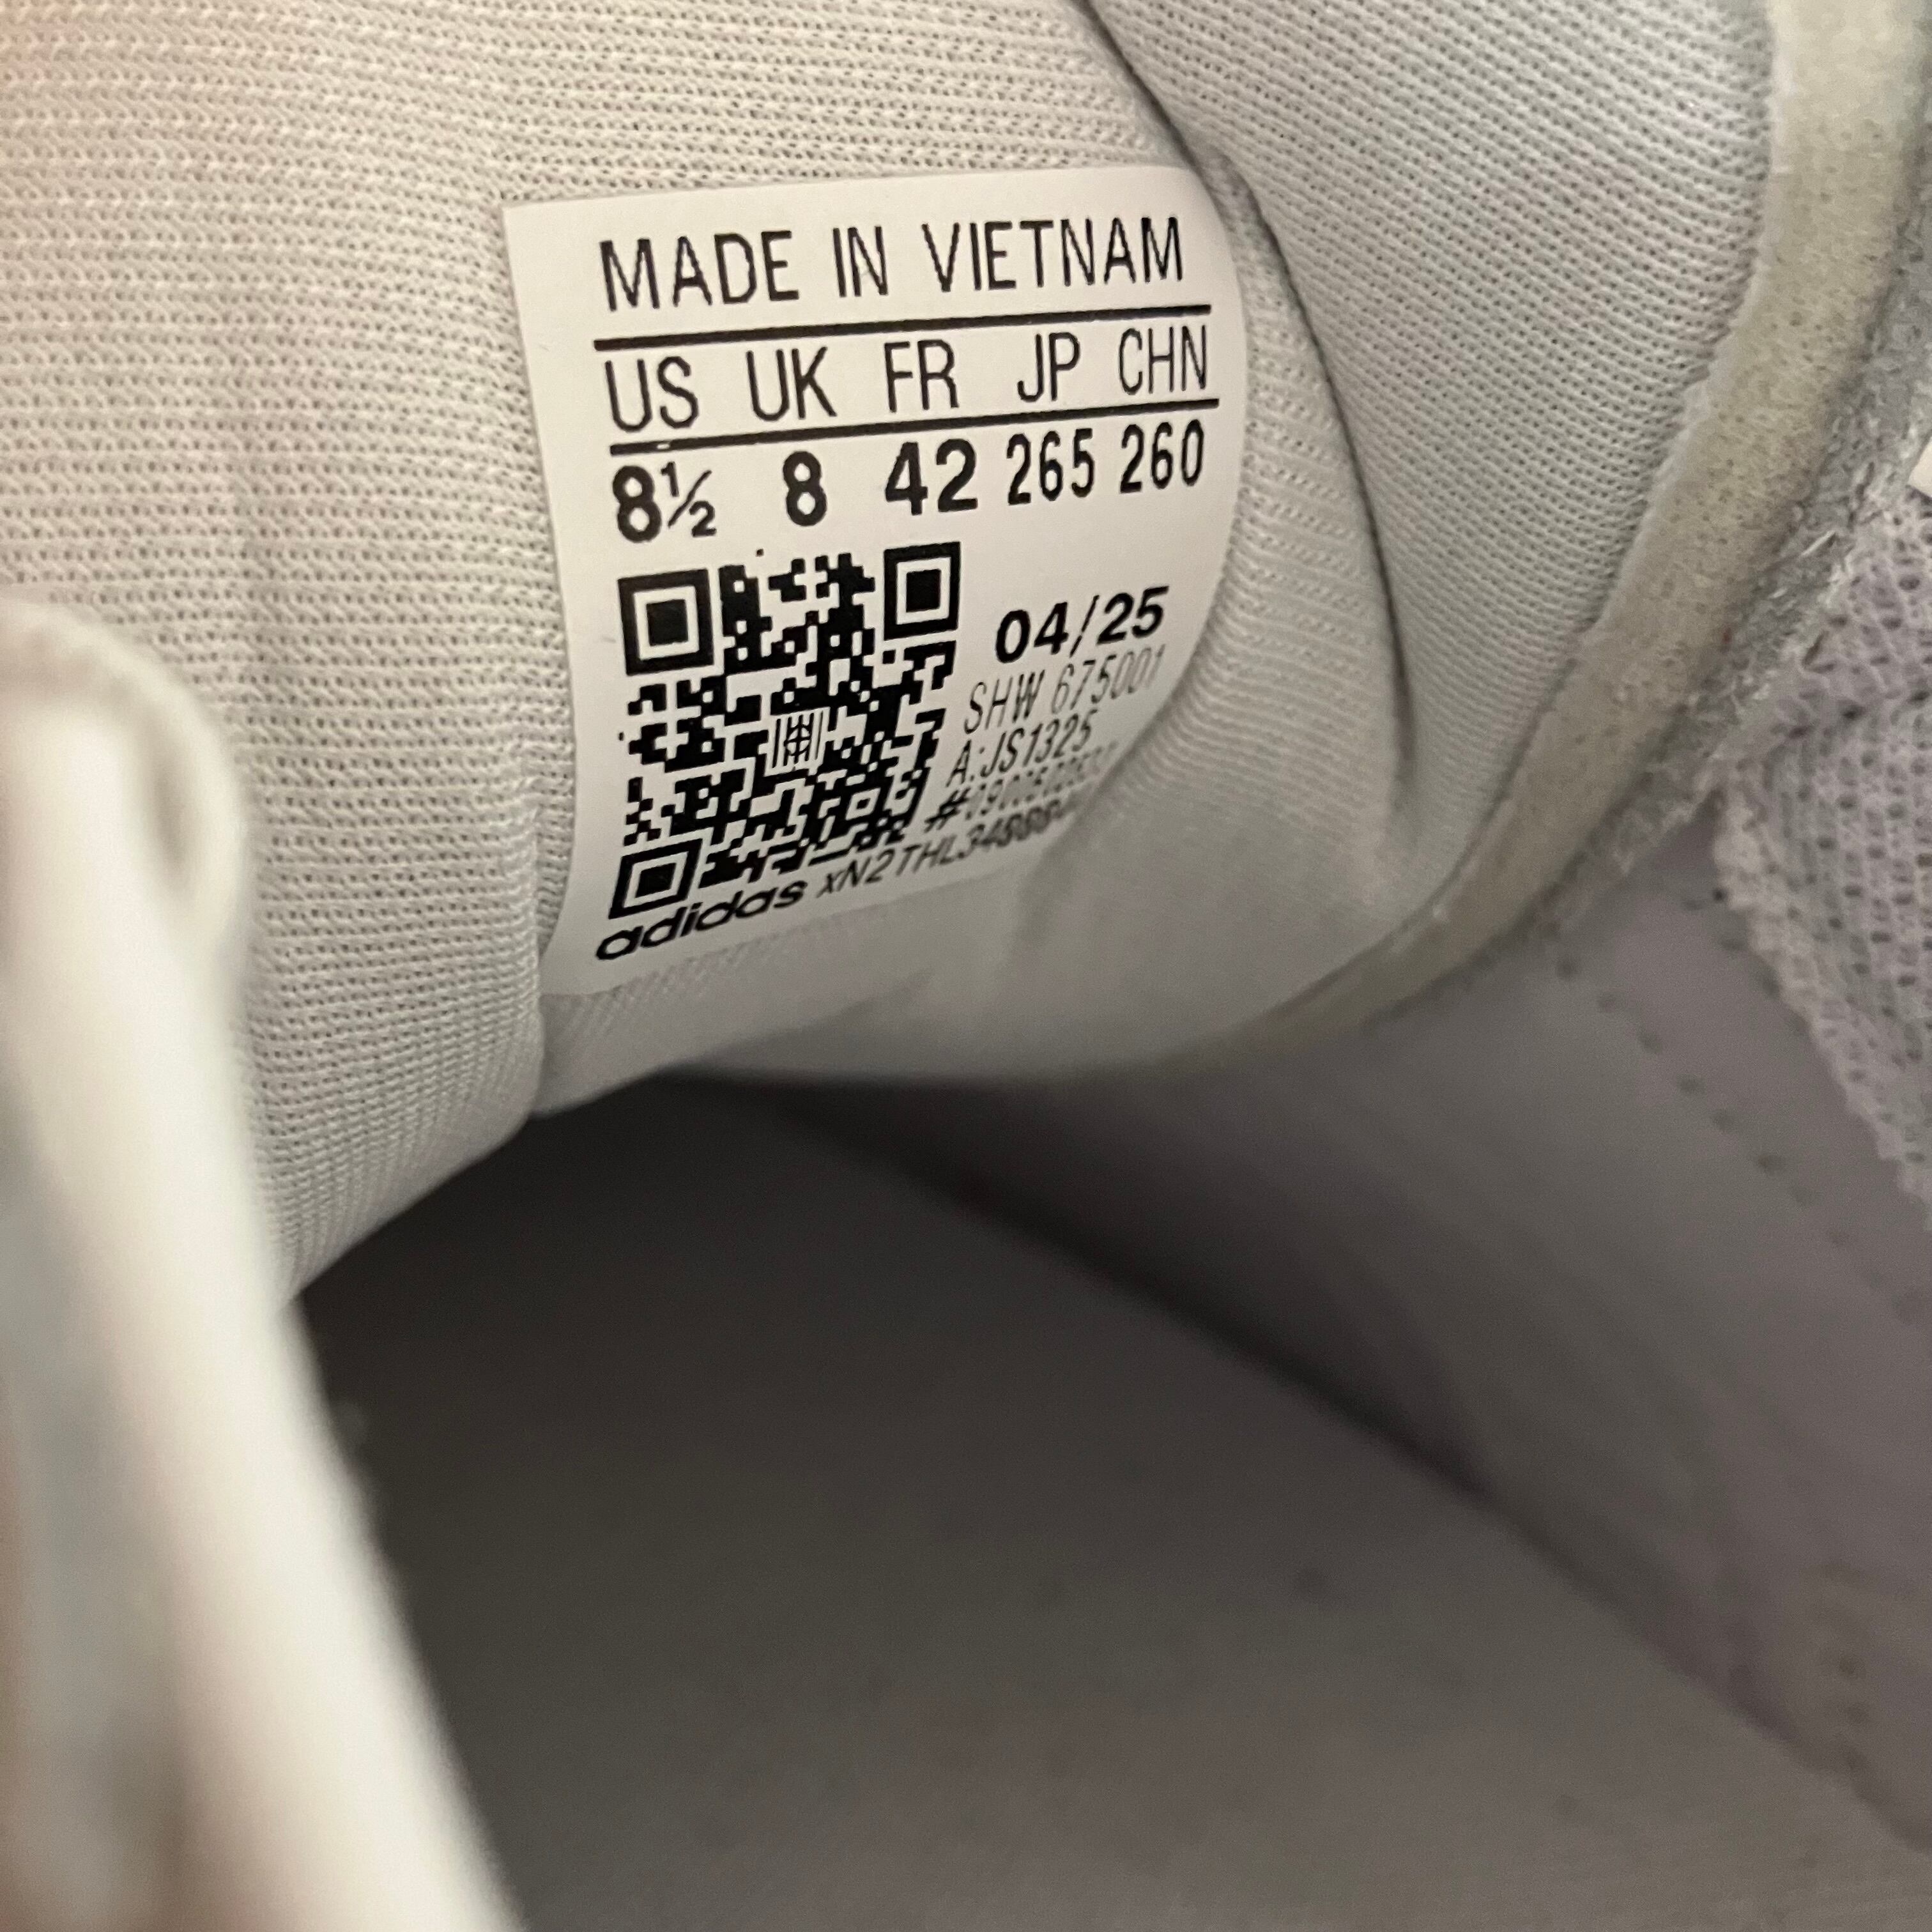 MADE IN VIETNAM
US UK FR JP CHN
8½ 8 42 265 260
04/25
SHW 675001
A:JS1325
adidas